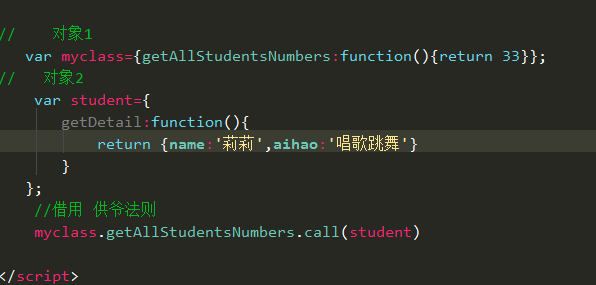 //    对象1
var myclass={getAllStudentsNumbers:function(){return 33}};
//   对象2
var student={
getDetail:function(){
return {name:'莉莉',aihao:'唱歌跳舞'}
}
};
//借用 供爷法则
myclass.getAllStudentsNumbers.call(student)
</script>